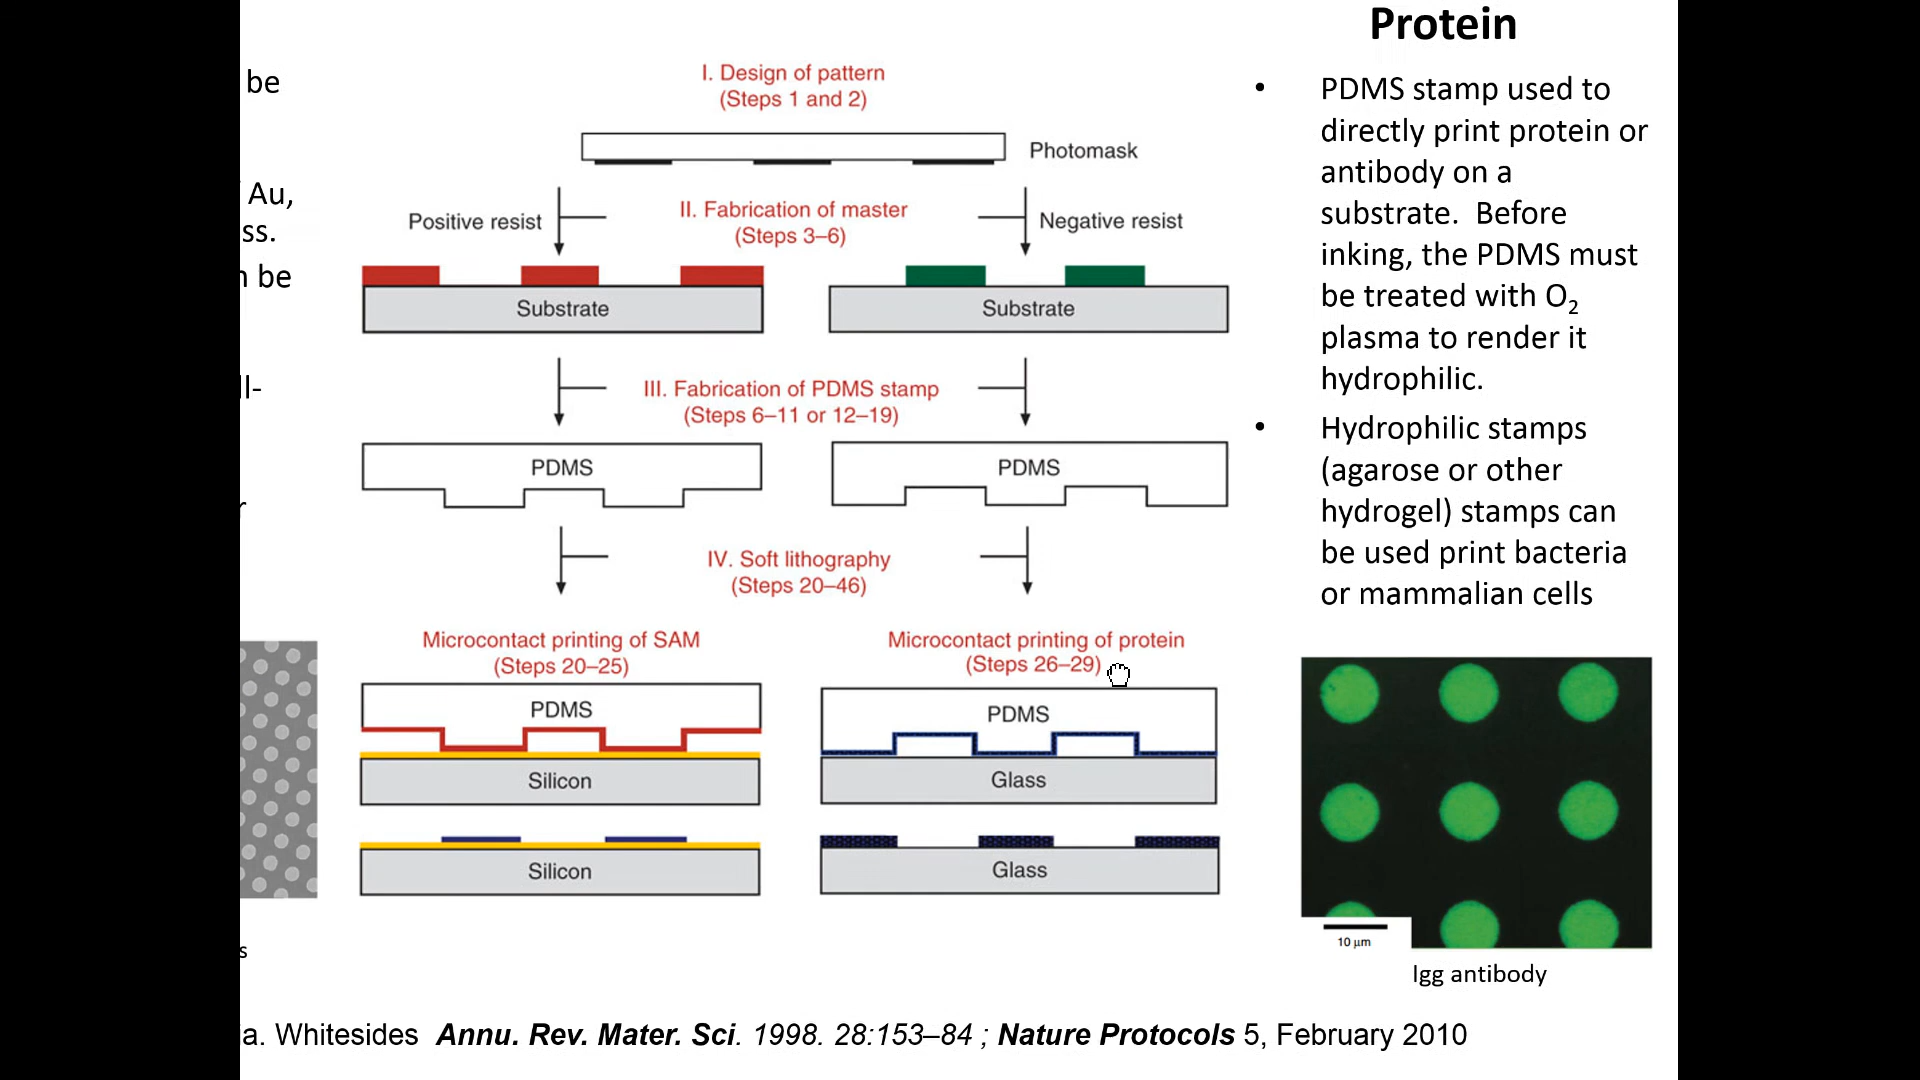 be
Au,
ss.
be
ll-
r
s
I. Design of pattern
(Steps 1 and 2)
Photomask
Positive resist
II. Fabrication of master
(Steps 3–6)
Negative resist
Substrate
Substrate
III. Fabrication of PDMS stamp
(Steps 6–11 or 12–19)
PDMS
PDMS
IV. Soft lithography
(Steps 20–46)
Microcontact printing of SAM
(Steps 20–25)
Microcontact printing of protein
(Steps 26–29)
PDMS
PDMS
Silicon
Glass
Silicon
Glass
Protein
• PDMS stamp used to
directly print protein or
antibody on a
substrate. Before
inking, the PDMS must
be treated with O₂
plasma to render it
hydrophilic.
• Hydrophilic stamps
(agarose or other
hydrogel) stamps can
be used print bacteria
or mammalian cells
10 µm
Igg antibody
a. Whitesides Annu. Rev. Mater. Sci. 1998. 28:153–84 ; Nature Protocols 5, February 2010